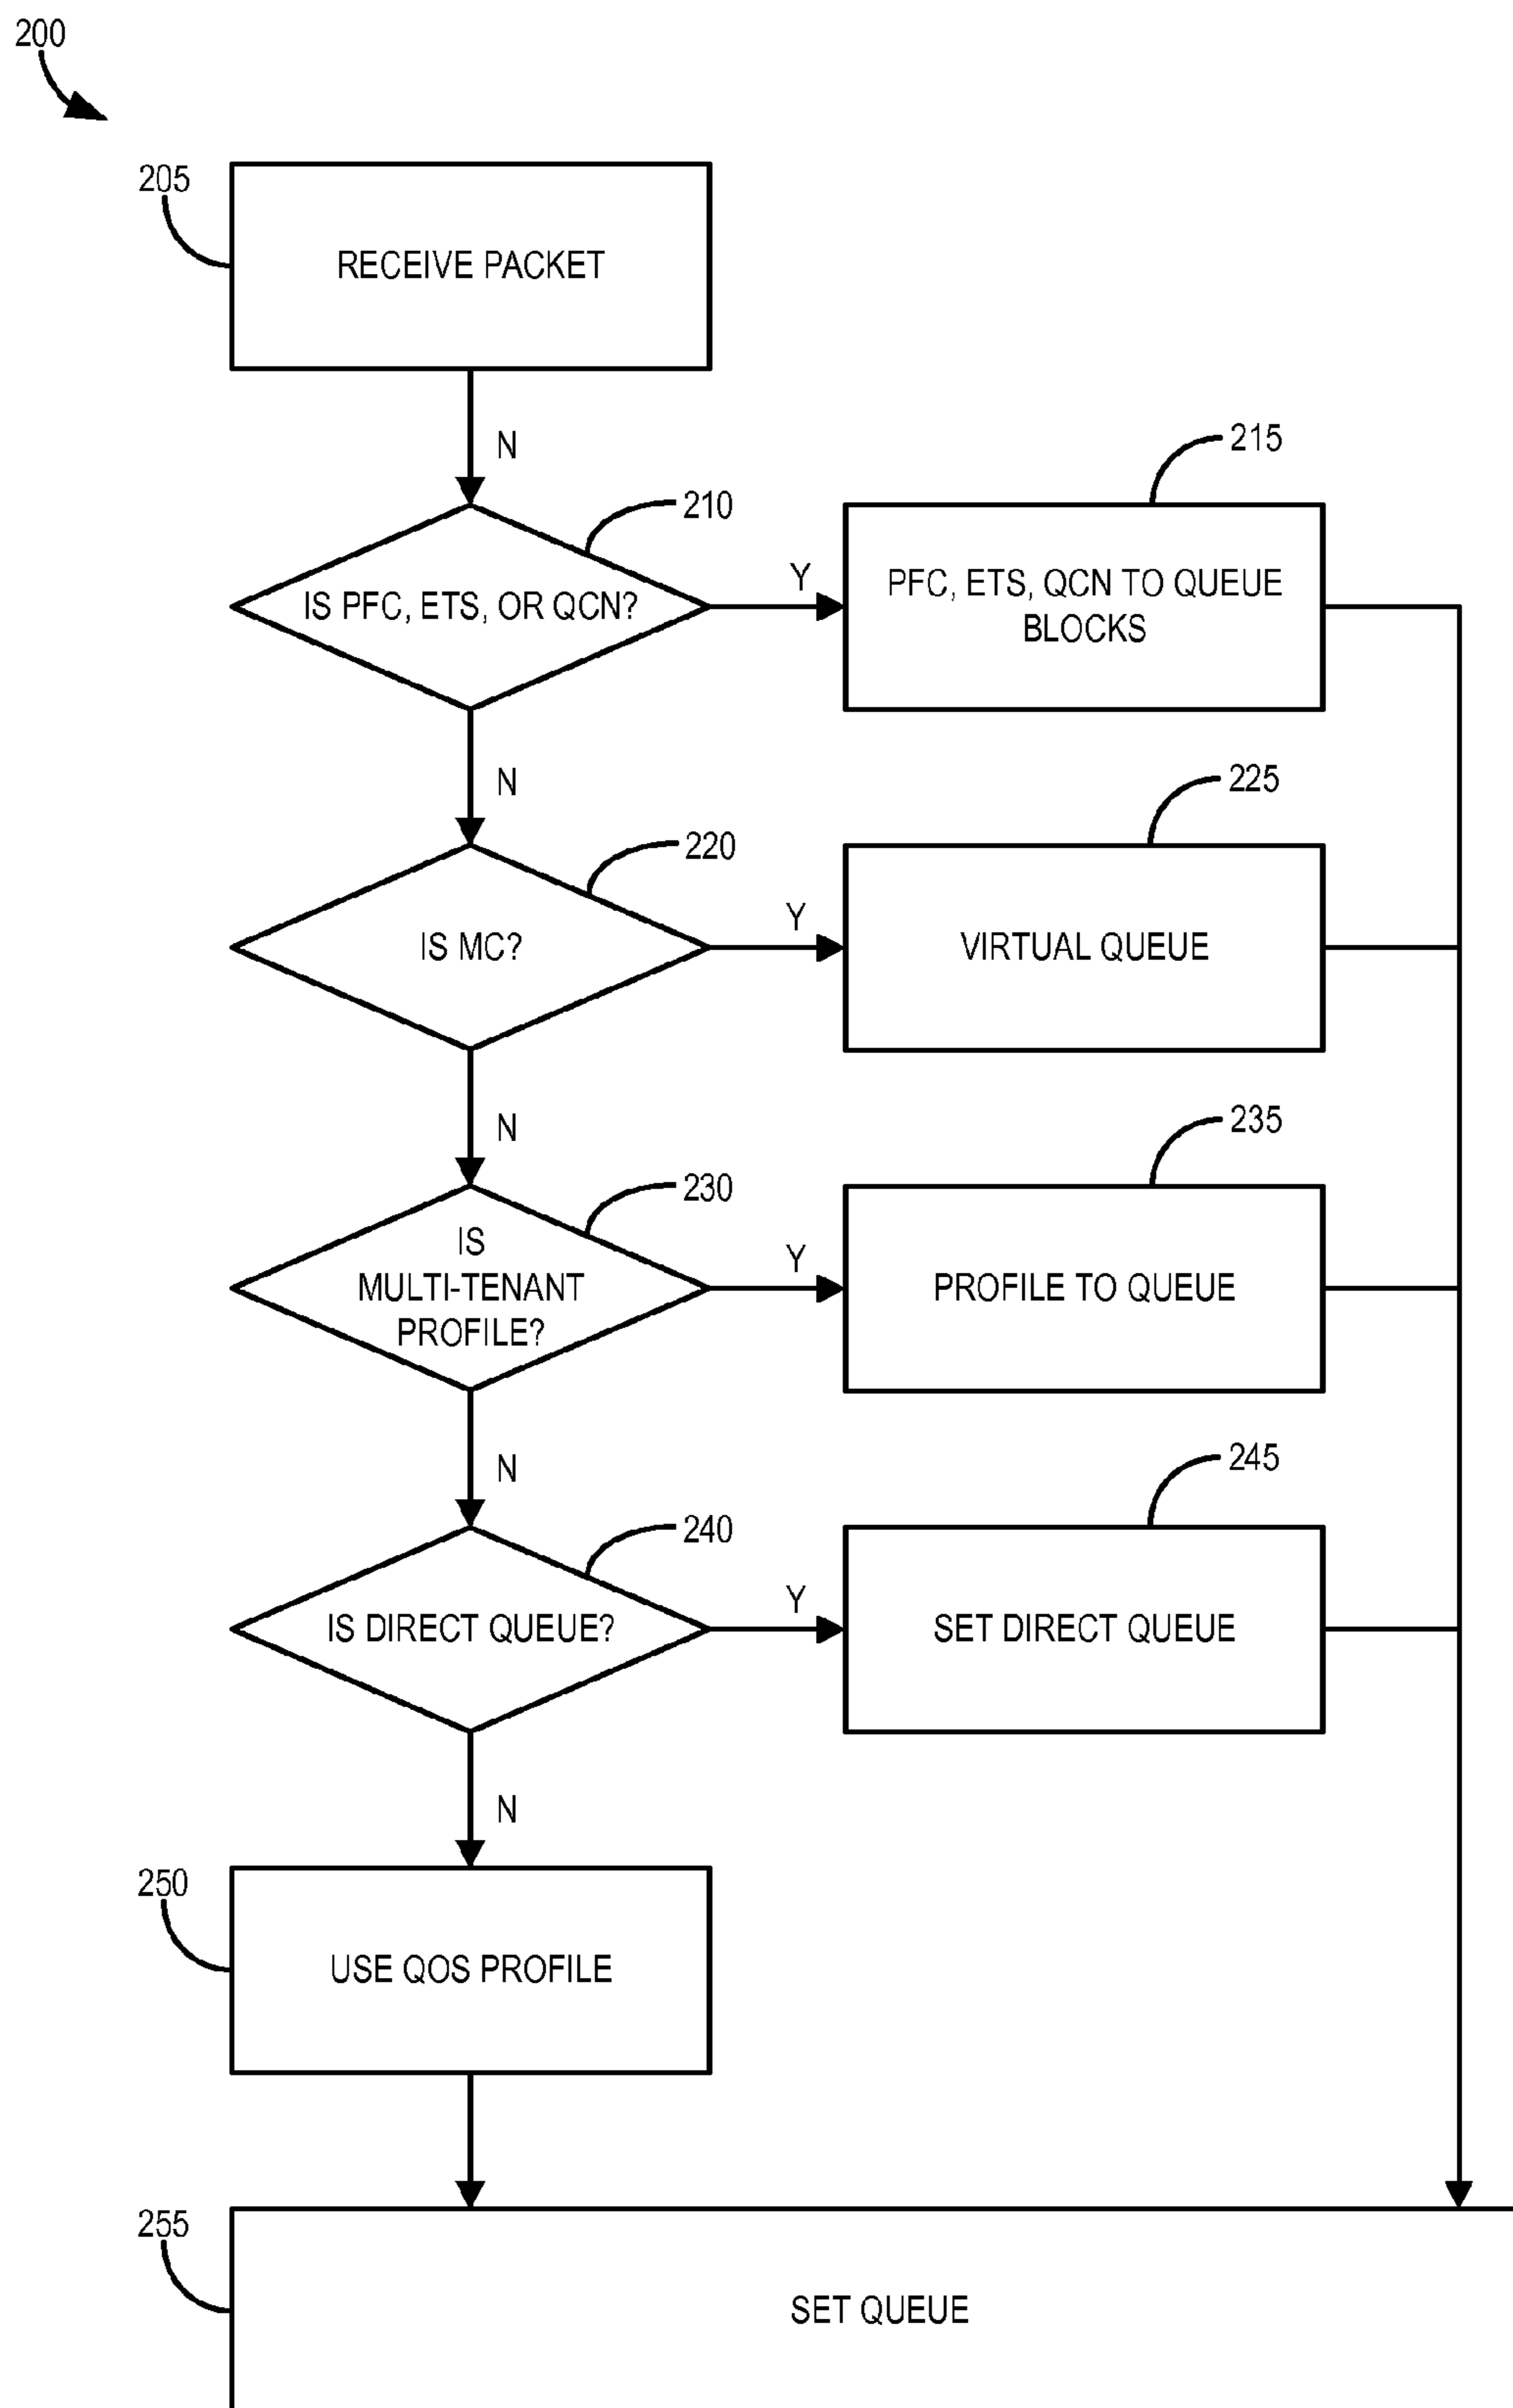 200
205
RECEIVE PACKET
N
215
210
Y
IS PFC, ETS, OR QCN?
PFC, ETS, QCN TO QUEUE
BLOCKS
N
225
220
Y
IS MC?
VIRTUAL QUEUE
N
235
230
Y
IS
MULTI-TENANT
PROFILE?
PROFILE TO QUEUE
N
245
240
Y
IS DIRECT QUEUE?
SET DIRECT QUEUE
N
250
USE QOS PROFILE
255
SET QUEUE